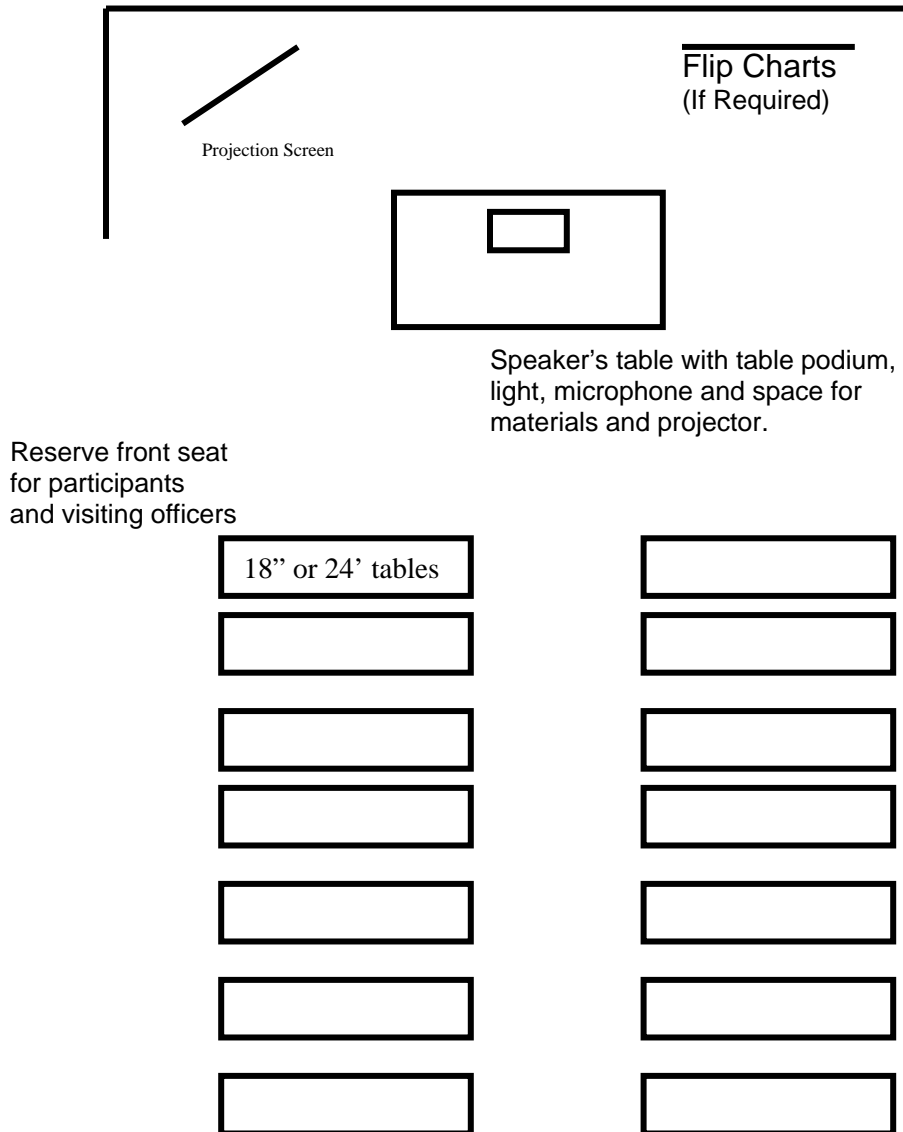 Flip Charts
(If Required)
Projection Screen
Speaker’s table with table podium,
light, microphone and space for
materials and projector.
Reserve front seat
for participants
and visiting officers
18” or 24’ tables